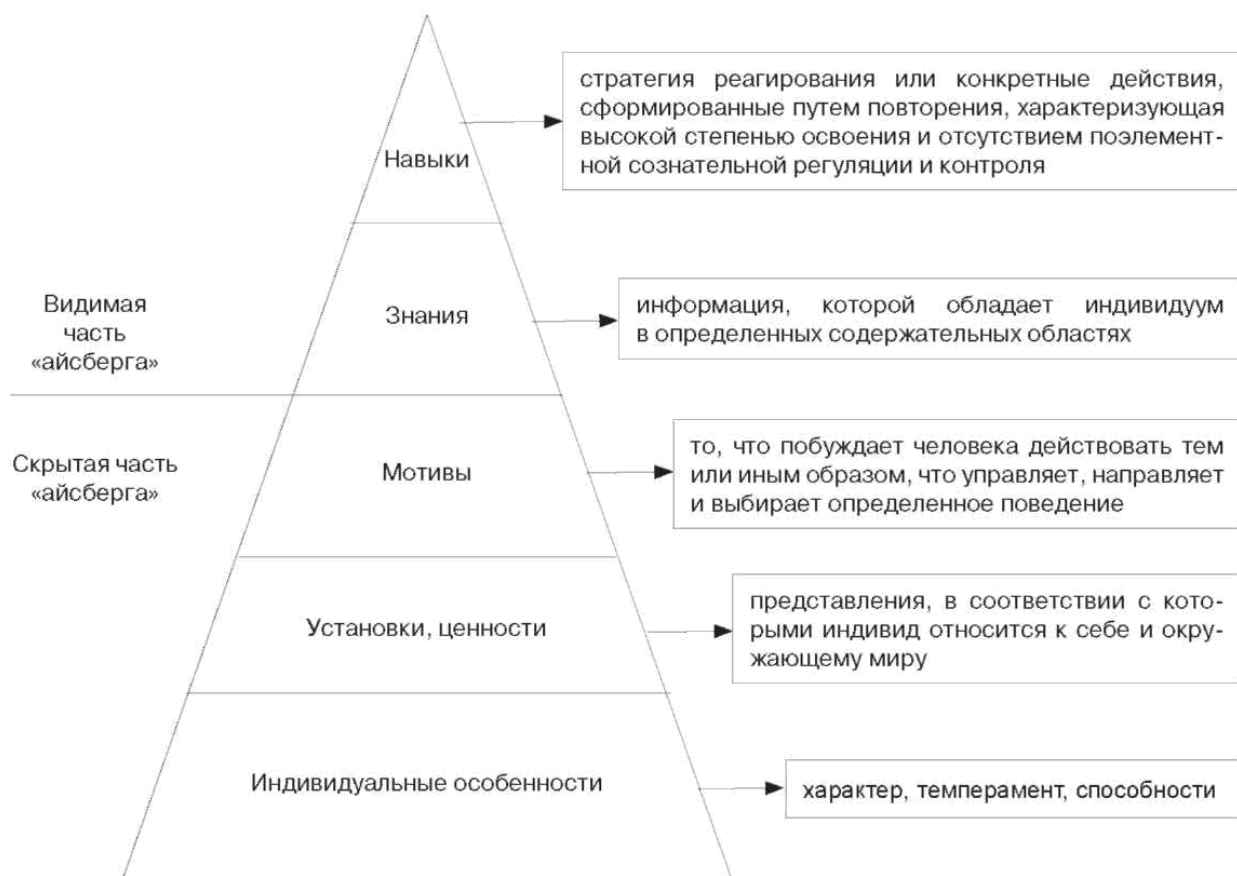 стратегия реагирования или конкретные действия,
сформированные путем повторения, характеризующая
высокой степенью освоения и отсутствием поэлемент-
ной сознательной регуляции и контроля
Навыки
Видимая
часть
«айсберга»
Знания
информация, которой обладает индивидуум
в определенных содержательных областях
Скрытая часть
«айсберга»
Мотивы
то, что побуждает человека действовать тем
или иным образом, что управляет, направляет
и выбирает определенное поведение
Установки, ценности
представления, в соответствии с кото-
рыми индивид относится к себе и окру-
жающему миру
Индивидуальные особенности
характер, темперамент, способности